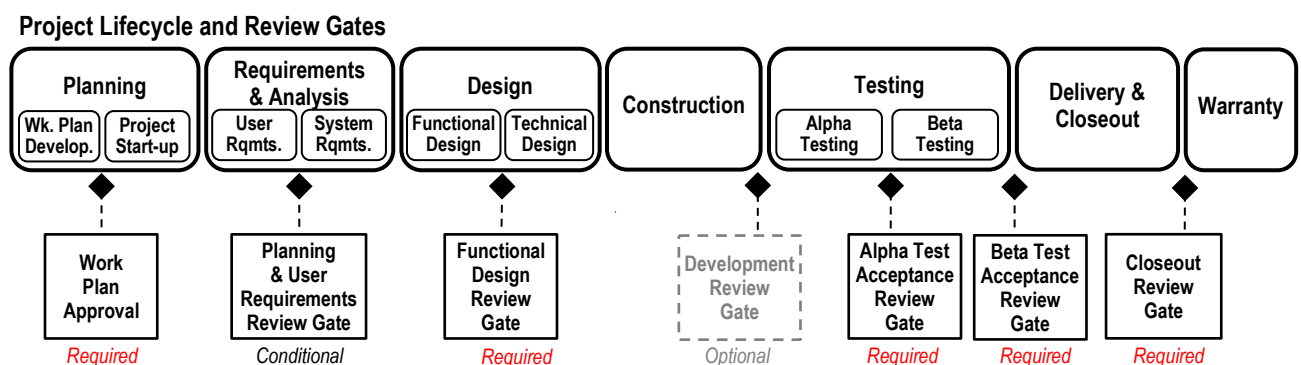 Project Lifecycle and Review Gates
Planning
Wk. Plan
Develop.
Project
Start-up
Requirements
& Analysis
User
Rqmts.
System
Rqmts.
Design
Functional
Design
Technical
Design
Construction
Testing
Alpha
Testing
Beta
Testing
Delivery &
Closeout
Warranty
Work
Plan
Approval
Required
Planning
& User
Requirements
Review Gate
Conditional
Functional
Design
Review
Gate
Required
Development
Review
Gate
Optional
Alpha Test
Acceptance
Review
Gate
Required
Beta Test
Acceptance
Review
Gate
Required
Closeout
Review
Gate
Required